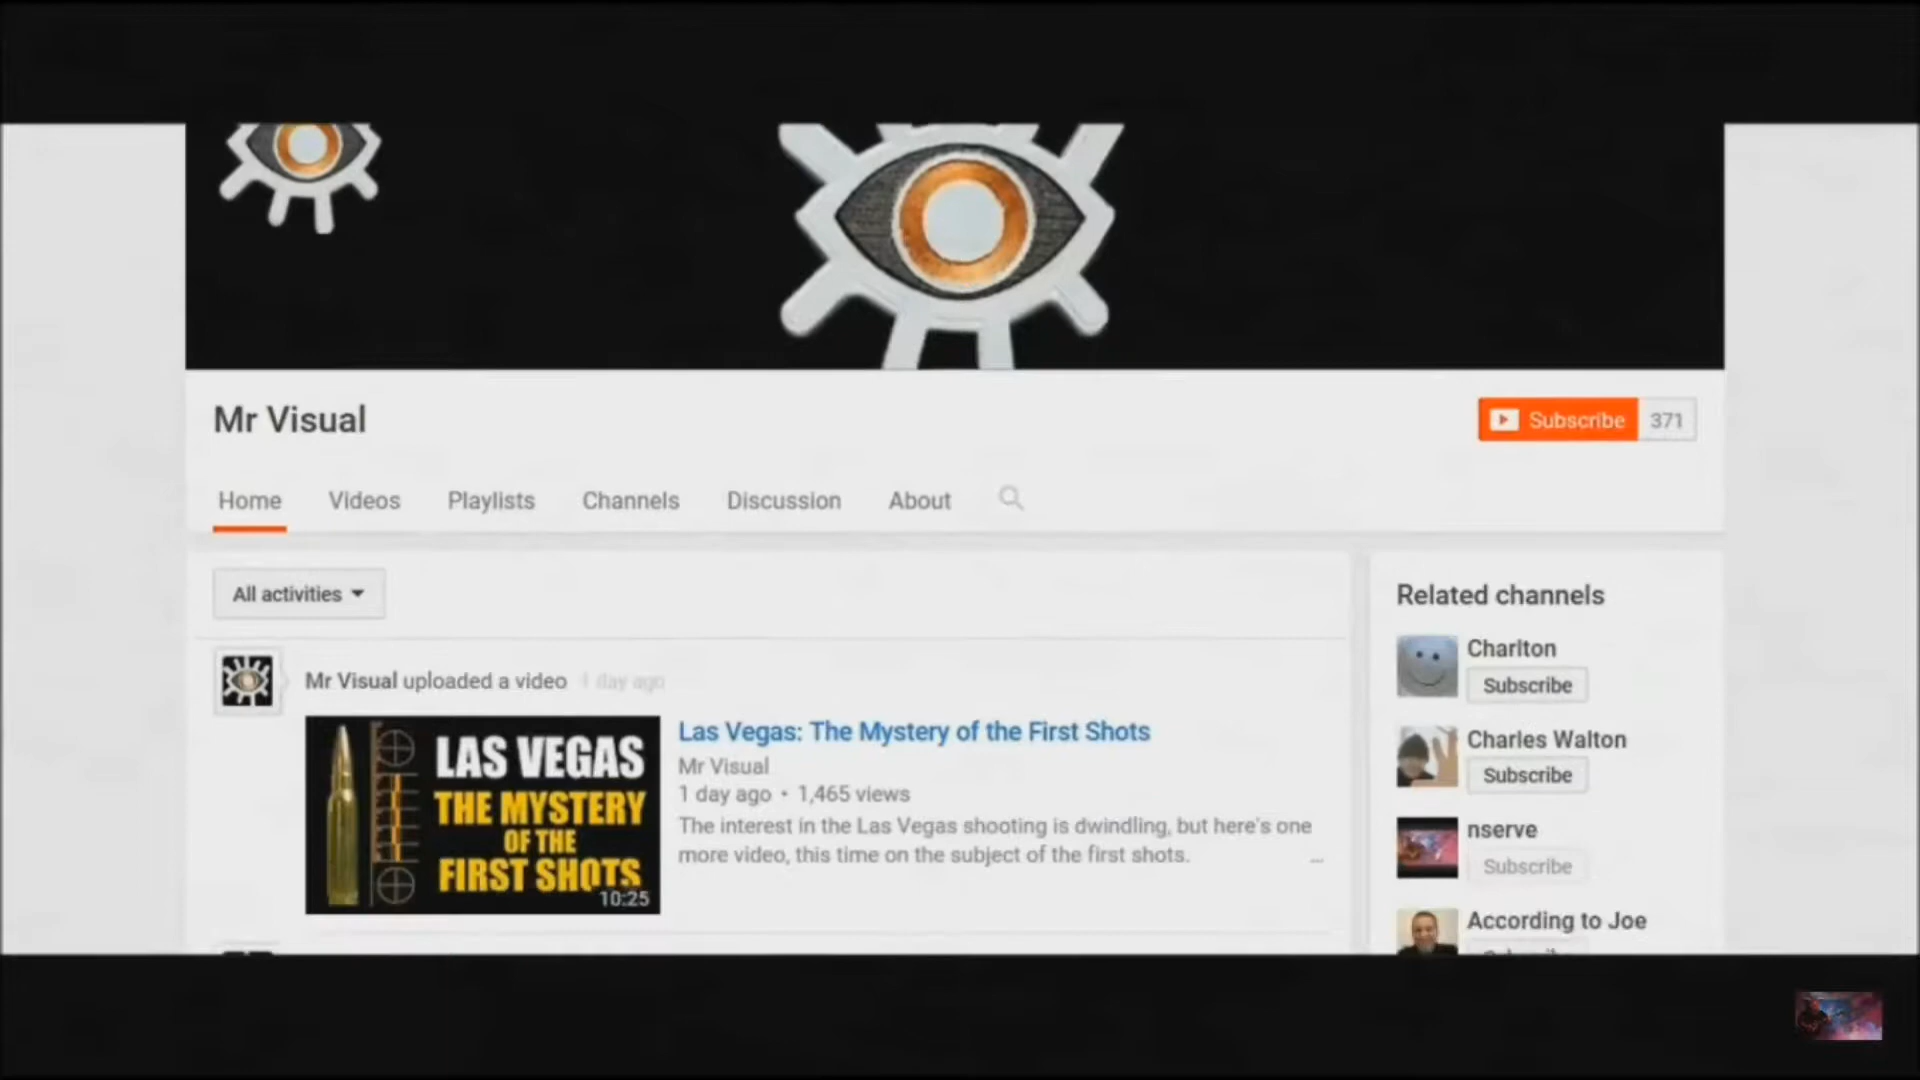 Mr Visual
Subscribe 371
Home Videos Playlists Channels Discussion About
All activities
Mr Visual uploaded a video 1 day ago
LAS VEGAS
THE MYSTERY
OF THE
FIRST SHOTS
10:25
Las Vegas: The Mystery of the First Shots
Mr Visual
1 day ago • 1,465 views
The interest in the Las Vegas shooting is dwindling, but here's one
more video, this time on the subject of the first shots.
...
Related channels
Charlton
Subscribe
Charles Walton
Subscribe
nserve
Subscribe
According to Joe